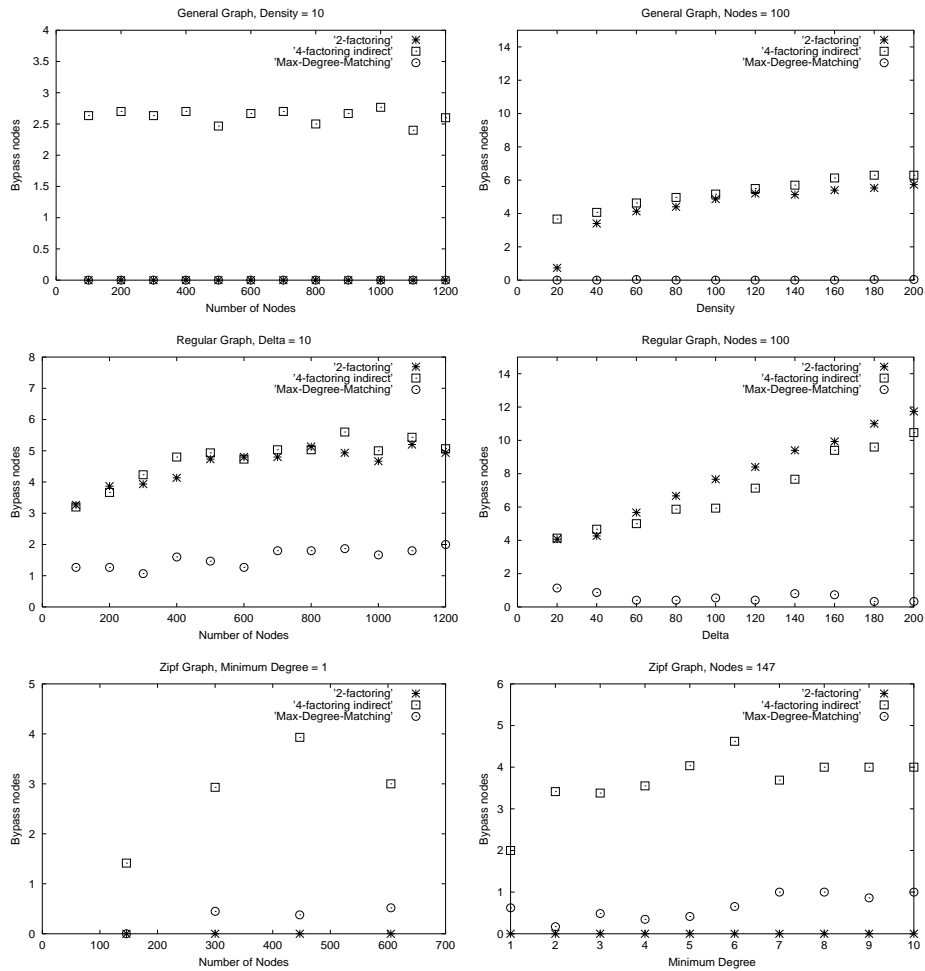 General Graph, Density = 10
4
3.5
3
2.5
2
1.5
1
0.5
0
Bypass nodes
'2-factoring'
'4-factoring indirect'
'Max-Degree-Matching'
0 200 400 600 800 1000 1200
Number of Nodes
General Graph, Nodes = 100
14
12
10
8
6
4
2
0
Bypass nodes
'2-factoring'
'4-factoring indirect'
'Max-Degree-Matching'
0 20 40 60 80 100 120 140 160 180 200
Density
Regular Graph, Delta = 10
8
7
6
5
4
3
2
1
0
Bypass nodes
'2-factoring'
'4-factoring indirect'
'Max-Degree-Matching'
0 200 400 600 800 1000 1200
Number of Nodes
Regular Graph, Nodes = 100
14
12
10
8
6
4
2
0
Bypass nodes
'2-factoring'
'4-factoring indirect'
'Max-Degree-Matching'
0 20 40 60 80 100 120 140 160 180 200
Delta
Zipf Graph, Minimum Degree = 1
5
4
3
2
1
0
Bypass nodes
'2-factoring'
'4-factoring indirect'
'Max-Degree-Matching'
0 100 200 300 400 500 600 700
Number of Nodes
Zipf Graph, Nodes = 147
6
5
4
3
2
1
0
Bypass nodes
'2-factoring'
'4-factoring indirect'
'Max-Degree-Matching'
1 2 3 4 5 6 7 8 9 10
Minimum Degree